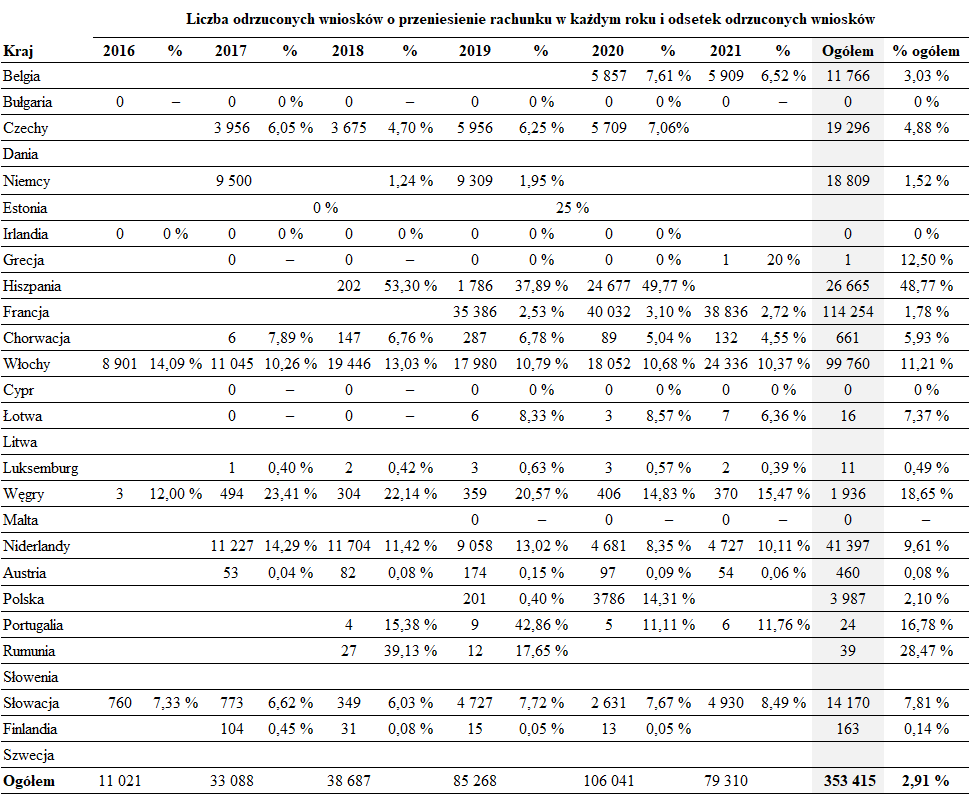 Liczba odrzuconych wniosków o przeniesienie rachunku w każdym roku i odsetek odrzuconych wniosków
Kraj 2016 % 2017 % 2018 % 2019 % 2020 % 2021 % Ogółem % ogółem
Belgia 5 857 7,61 % 5 909 6,52 % 11 766 3,03 %
Bułgaria 0 – 0 0 % 0 – 0 0 % 0 0 % 0 – 0 0 %
Czechy 3 956 6,05 % 3 675 4,70 % 5 956 6,25 % 5 709 7,06% 19 296 4,88 %
Dania
Niemcy 9 500 1,24 % 9 309 1,95 % 18 809 1,52 %
Estonia 0 % 25 %
Irlandia 0 0 % 0 0 % 0 0 % 0 0 % 0 0 % 0 0 %
Grecja 0 – 0 – 0 0 % 0 0 % 1 20 % 1 12,50 %
Hiszpania 202 53,30 % 1 786 37,89 % 24 677 49,77 % 26 665 48,77 %
Francja 35 386 2,53 % 40 032 3,10 % 38 836 2,72 % 114 254 1,78 %
Chorwacja 6 7,89 % 147 6,76 % 287 6,78 % 89 5,04 % 132 4,55 % 661 5,93 %
Włochy 8 901 14,09 % 11 045 10,26 % 19 446 13,03 % 17 980 10,79 % 18 052 10,68 % 24 336 10,37 % 99 760 11,21 %
Cypr 0 – 0 – 0 0 % 0 0 % 0 0 % 0 0 %
Łotwa 0 – 0 – 6 8,33 % 3 8,57 % 7 6,36 % 16 7,37 %
Litwa
Luksemburg 1 0,40 % 2 0,42 % 3 0,63 % 3 0,57 % 2 0,39 % 11 0,49 %
Węgry 3 12,00 % 494 23,41 % 304 22,14 % 359 20,57 % 406 14,83 % 370 15,47 % 1 936 18,65 %
Malta 0 – 0 – 0 – 0 –
Niderlandy 11 227 14,29 % 11 704 11,42 % 9 058 13,02 % 4 681 8,35 % 4 727 10,11 % 41 397 9,61 %
Austria 53 0,04 % 82 0,08 % 174 0,15 % 97 0,09 % 54 0,06 % 460 0,08 %
Polska 201 0,40 % 3786 14,31 % 3 987 2,10 %
Portugalia 4 15,38 % 9 42,86 % 5 11,11 % 6 11,76 % 24 16,78 %
Rumunia 27 39,13 % 12 17,65 % 39 28,47 %
Słowenia
Słowacja 760 7,33 % 773 6,62 % 349 6,03 % 4 727 7,72 % 2 631 7,67 % 4 930 8,49 % 14 170 7,81 %
Finlandia 104 0,45 % 31 0,08 % 15 0,05 % 13 0,05 % 163 0,14 %
Szwecja
Ogółem 11 021 33 088 38 687 85 268 106 041 79 310 353 415 2,91 %